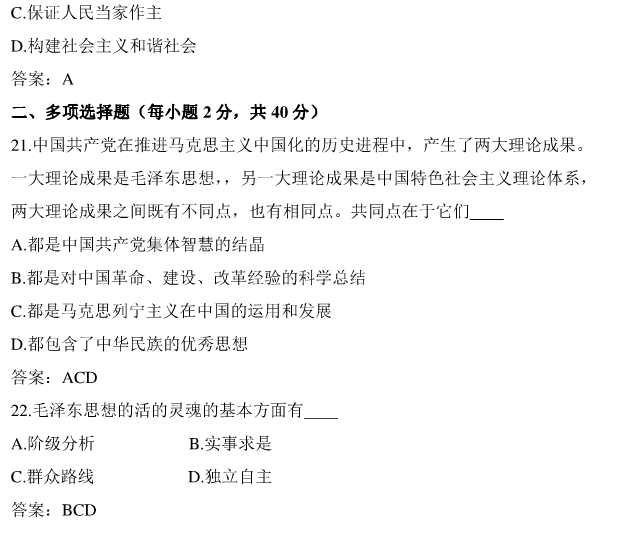 C.保证人民当家作主
D.构建社会主义和谐社会
答案：A
二、多项选择题（每小题 2 分，共 40 分）
21.中国共产党在推进马克思主义中国化的历史进程中，产生了两大理论成果。
一大理论成果是毛泽东思想，，另一大理论成果是中国特色社会主义理论体系，
两大理论成果之间既有不同点，也有相同点。共同点在于它们____
A.都是中国共产党集体智慧的结晶
B.都是对中国革命、建设、改革经验的科学总结
C.都是马克思列宁主义在中国的运用和发展
D.都包含了中华民族的优秀思想
答案：ACD
22.毛泽东思想的活的灵魂的基本方面有____
A.阶级分析 B.实事求是
C.群众路线 D.独立自主
答案：BCD